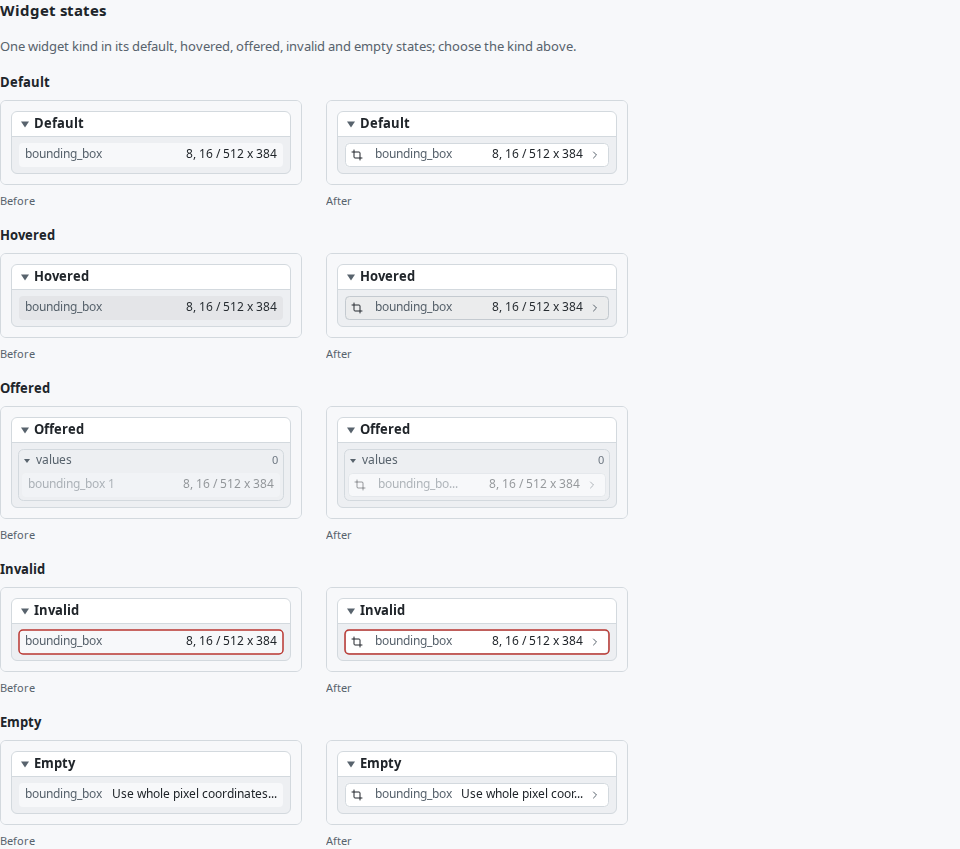 Widget states
One widget kind in its default, hovered, offered, invalid and empty states; choose the kind above.
Default
Default
bounding_box 8, 16 / 512 x 384
Before
Default
bounding_box 8, 16 / 512 x 384
After
Hovered
Hovered
bounding_box 8, 16 / 512 x 384
Before
Hovered
bounding_box 8, 16 / 512 x 384
After
Offered
Offered
values 0
bounding_box 1 8, 16 / 512 x 384
Before
Offered
values 0
bounding_bo... 8, 16 / 512 x 384
After
Invalid
Invalid
bounding_box 8, 16 / 512 x 384
Before
Invalid
bounding_box 8, 16 / 512 x 384
After
Empty
Empty
bounding_box Use whole pixel coordinates...
Before
Empty
bounding_box Use whole pixel coor...
After